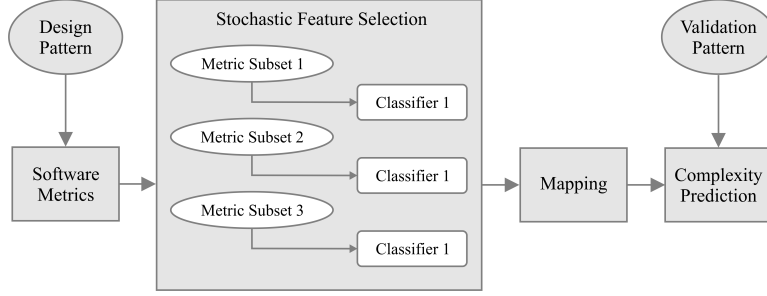 Design
Pattern
Stochastic Feature Selection
Validation
Pattern
Metric Subset 1
Classifier 1
Metric Subset 2
Classifier 1
Metric Subset 3
Classifier 1
Software
Metrics
Mapping
Complexity
Prediction